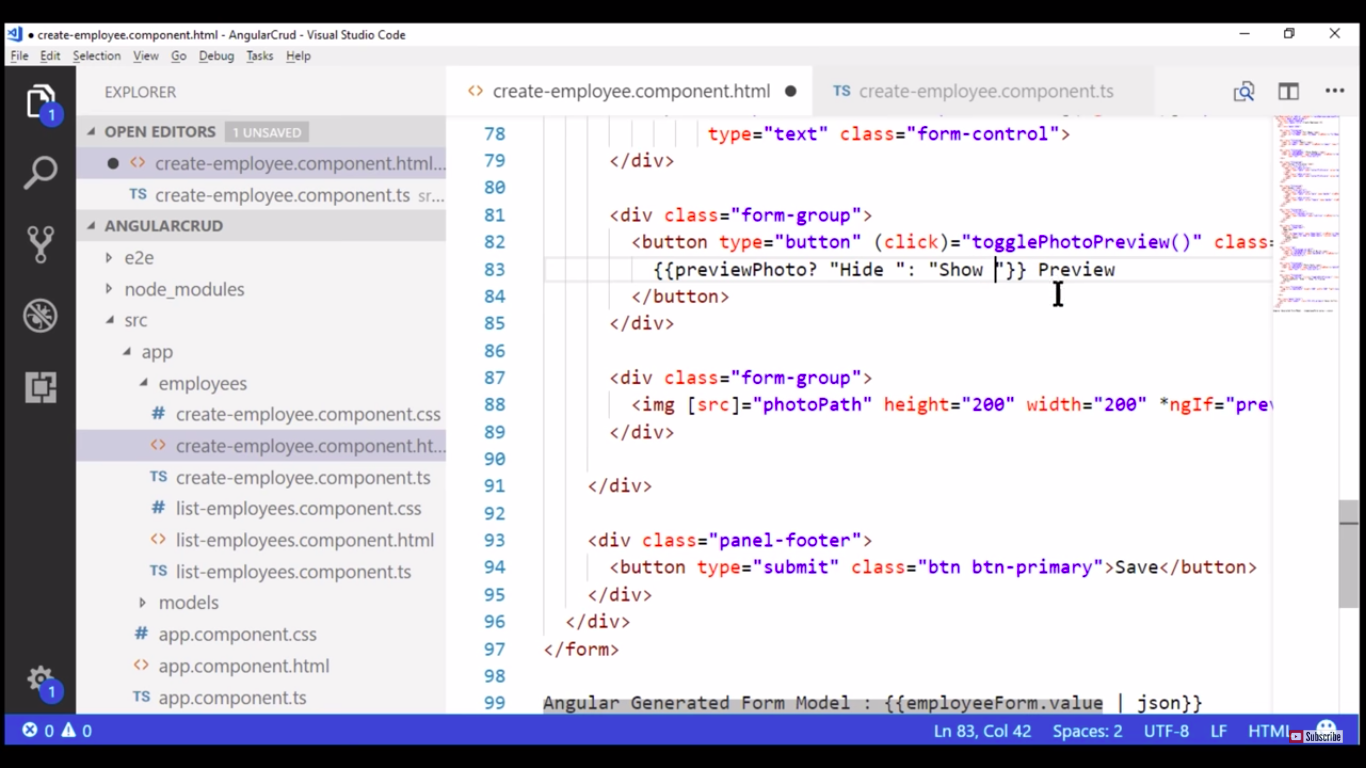 create-employee.component.html - AngularCrud - Visual Studio Code
File Edit Selection View Go Debug Tasks Help
EXPLORER
OPEN EDITORS 1 UNSAVED
create-employee.component.html...
TS create-employee.component.ts sr...
ANGULARCRUD
e2e
node_modules
src
app
employees
# create-employee.component.css
<> create-employee.component.ht...
TS create-employee.component.ts
# list-employees.component.css
<> list-employees.component.html
TS list-employees.component.ts
models
# app.component.css
<> app.component.html
TS app.component.ts
1
1
<> create-employee.component.html
TS create-employee.component.ts
78 type="text" class="form-control">
79 </div>
80
81 <div class="form-group">
82 <button type="button" (click)="togglePhotoPreview()" class=
83 {{previewPhoto? "Hide ": "Show "}} Preview
84 </button>
85 </div>
86
87 <div class="form-group">
88 <img [src]="photoPath" height="200" width="200" *ngIf="prev
89 </div>
90
91 </div>
92
93 <div class="panel-footer">
94 <button type="submit" class="btn btn-primary">Save</button>
95 </div>
96 </div>
97 </form>
98
99 Angular Generated Form Model : {{employeeForm.value | json}}
0 0
Ln 83, Col 42 Spaces: 2 UTF-8 LF HTML
Subscribe